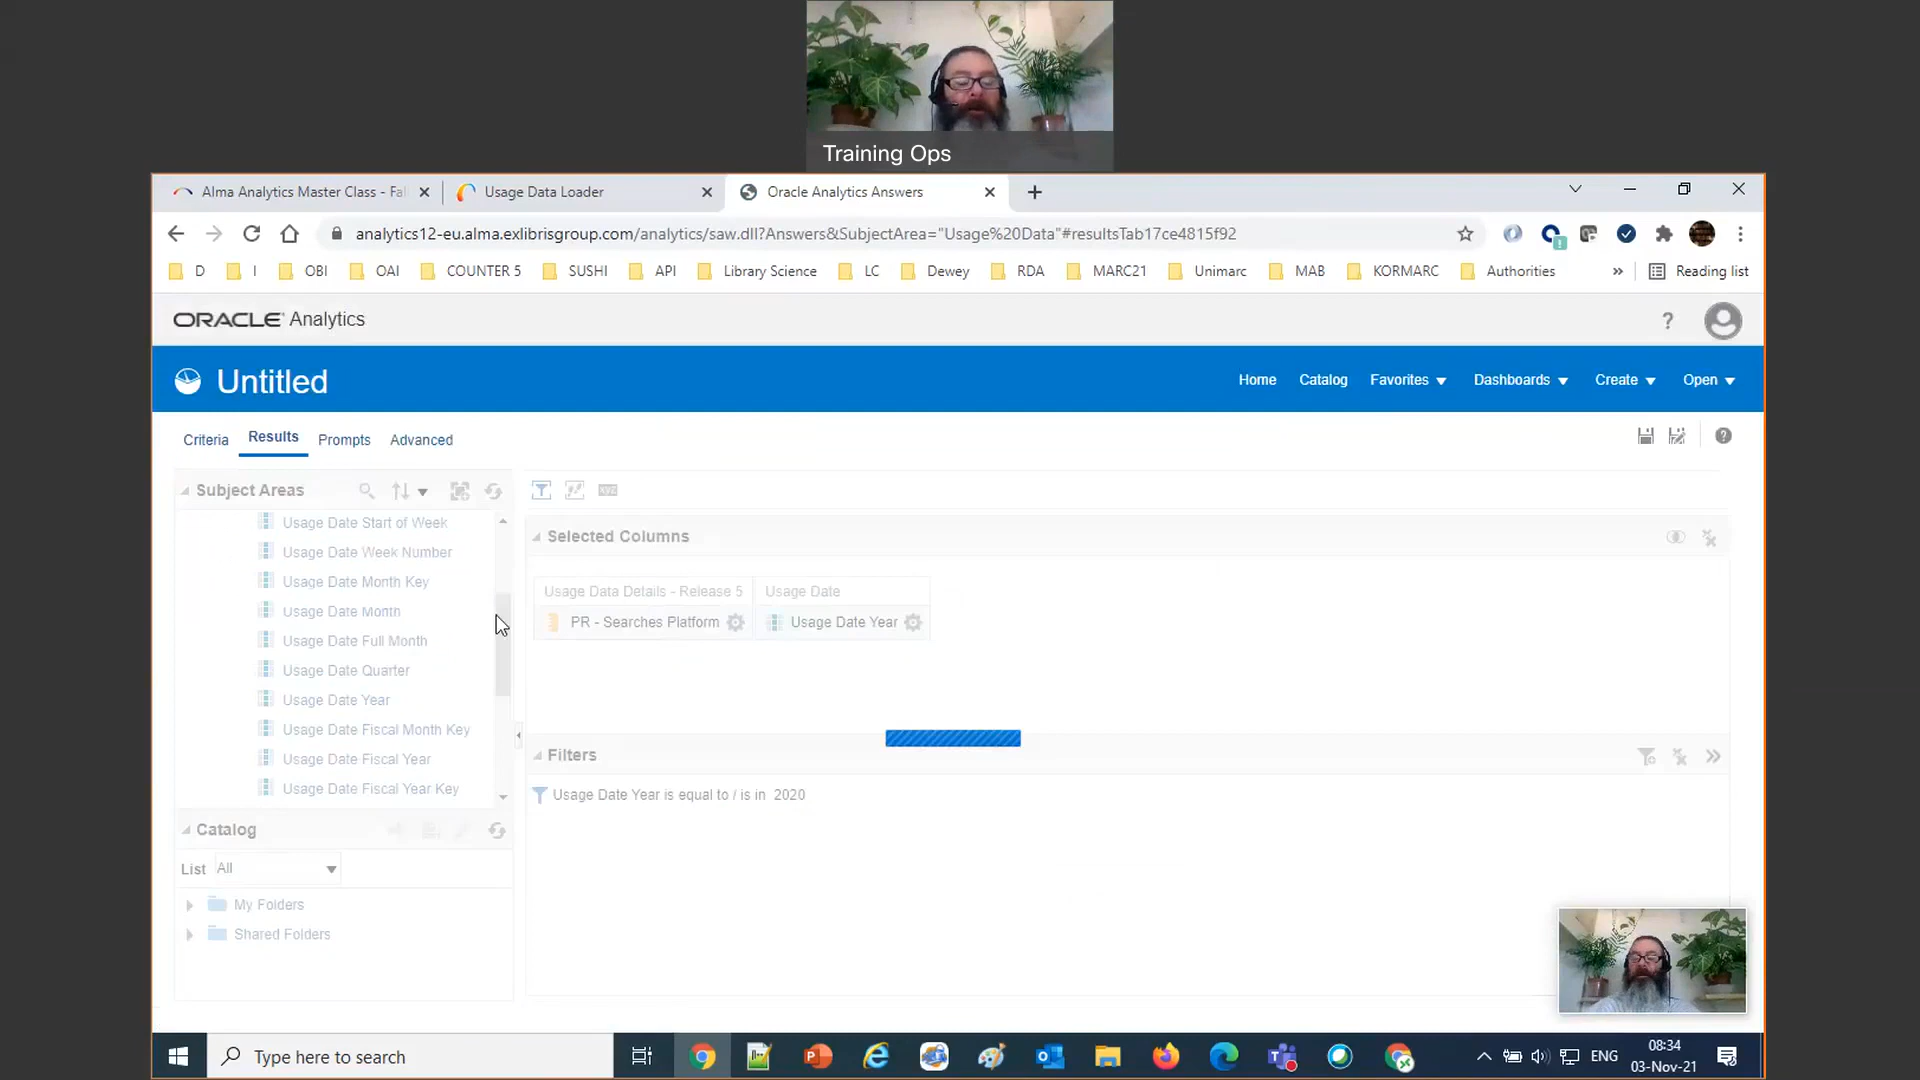 Training Ops
Alma Analytics Master Class - Fal
Usage Data Loader
Oracle Analytics Answers
analytics12-eu.alma.exlibrisgroup.com/analytics/saw.dll?Answers&SubjectArea="Usage%20Data"#resultsTab17ce4815f92
D
I
OBI
OAI
COUNTER 5
SUSHI
API
Library Science
LC
Dewey
RDA
MARC21
Unimarc
MAB
KORMARC
Authorities
»
Reading list
ORACLE Analytics
?
Untitled
Home
Catalog
Favorites
Dashboards
Create
Open
Criteria
Results
Prompts
Advanced
Subject Areas
Usage Date Start of Week
Usage Date Week Number
Usage Date Month Key
Usage Date Month
Usage Date Full Month
Usage Date Quarter
Usage Date Year
Usage Date Fiscal Month Key
Usage Date Fiscal Year
Usage Date Fiscal Year Key
Catalog
List All
My Folders
Shared Folders
xyz
Selected Columns
Usage Data Details - Release 5
Usage Date
PR - Searches Platform
Usage Date Year
Filters
Usage Date Year is equal to / is in 2020
Type here to search
ENG
08:34
03-Nov-21